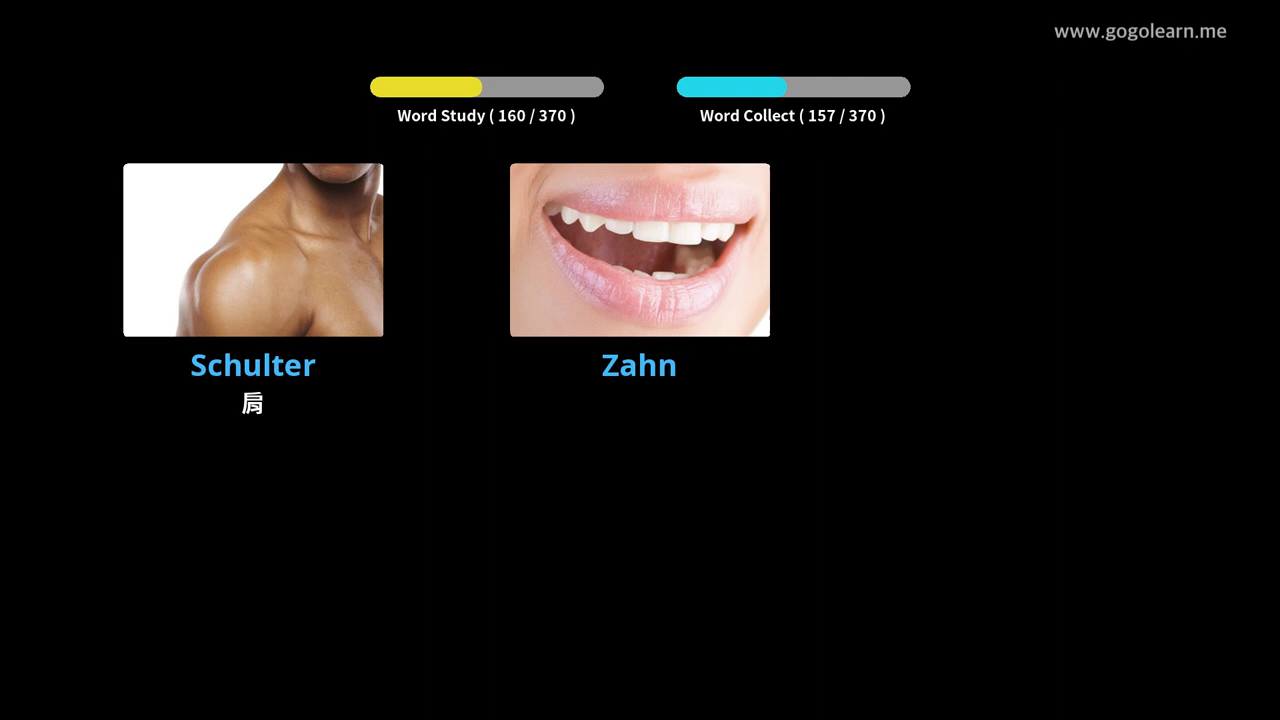 www.gogolearn.me
Word Study ( 160 / 370 )
Word Collect ( 157 / 370 )
Schulter
肩
Zahn